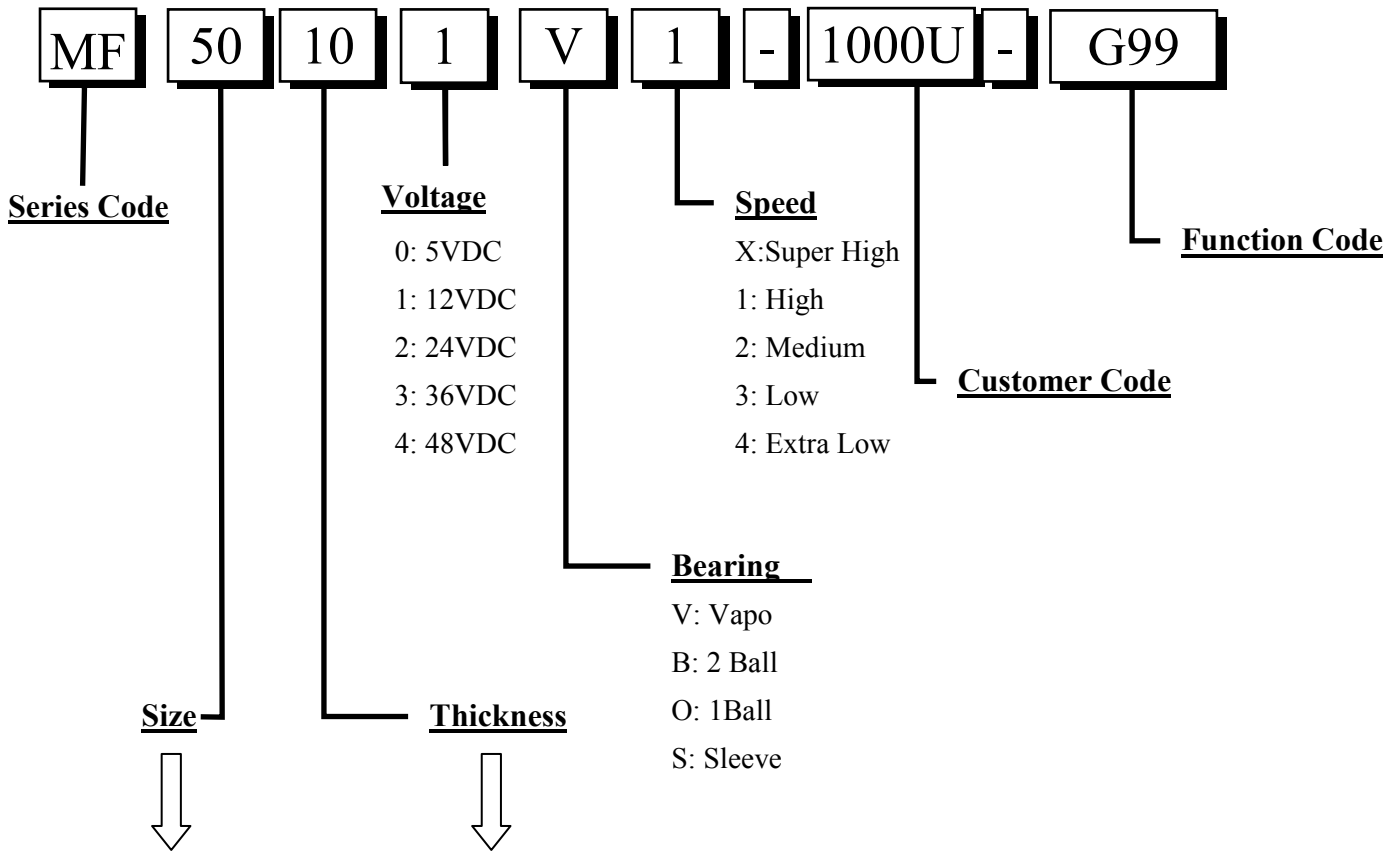 MF 50 10 1 V 1 - 1000U - G99
Series Code
Voltage
0: 5VDC
1: 12VDC
2: 24VDC
3: 36VDC
4: 48VDC
Speed
X:Super High
1: High
2: Medium
3: Low
4: Extra Low
Function Code
Customer Code
Bearing
V: Vapo
B: 2 Ball
O: 1Ball
S: Sleeve
Size
Thickness